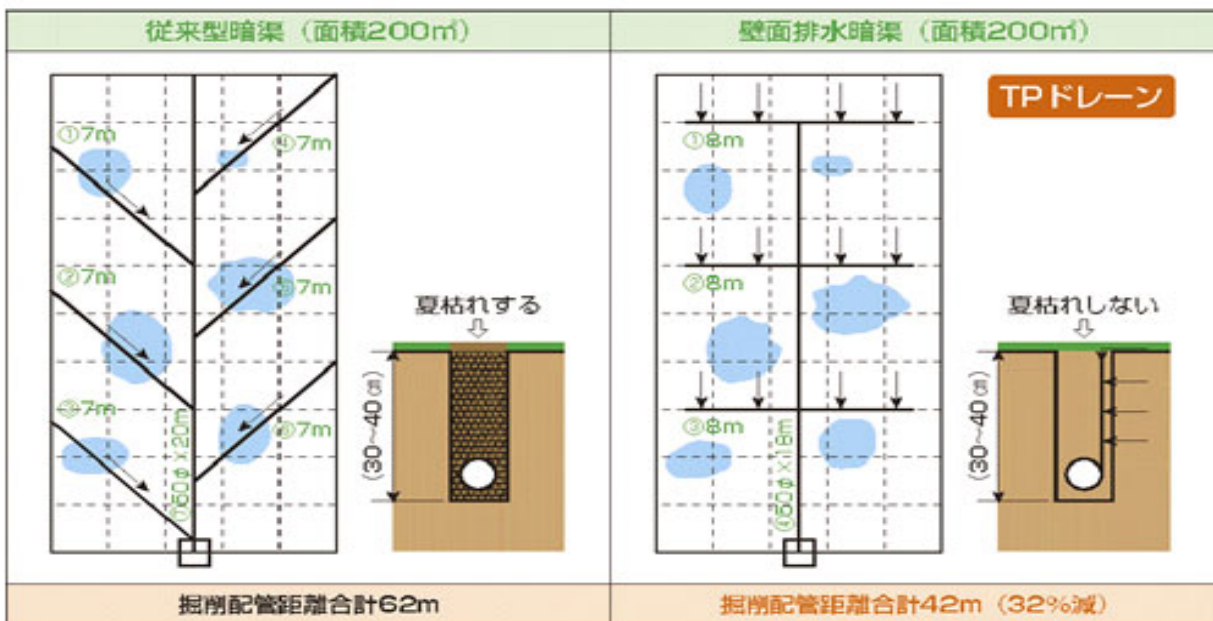 従来型暗渠（面積200㎡）
①7m
②7m
③7m
④7m
⑤7m
⑥7m
⑦50φ×20m
夏枯れする
(30～40㎝)
掘削配管距離合計62m
壁面排水暗渠（面積200㎡）
TPドレーン
①8m
②8m
③8m
④50φ×18m
夏枯れしない
(30～40㎝)
掘削配管距離合計42m（32%減）